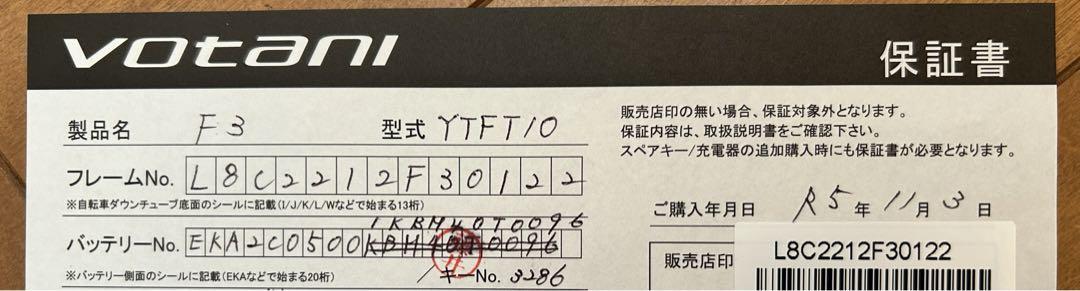 votani
保証書
製品名 F3 型式 YTFT10
販売店印の無い場合、保証対象外となります。
保証内容は、取扱説明書をご確認下さい。
スペアキー/充電器の追加購入時にも保証書が必要となります。
フレームNo. L8C2212F30122
※自転車ダウンチューブ底面のシールに記載(I/J/K/L/Wなどで始まる13桁)
ご購入年月日 R5年11月3日
1KBH40T0096
バッテリーNo. EKA2C0500KBH40T0096
※バッテリー側面のシールに記載(EKAなどで始まる20桁)
キーNo. 3286
販売店印
L8C2212F30122